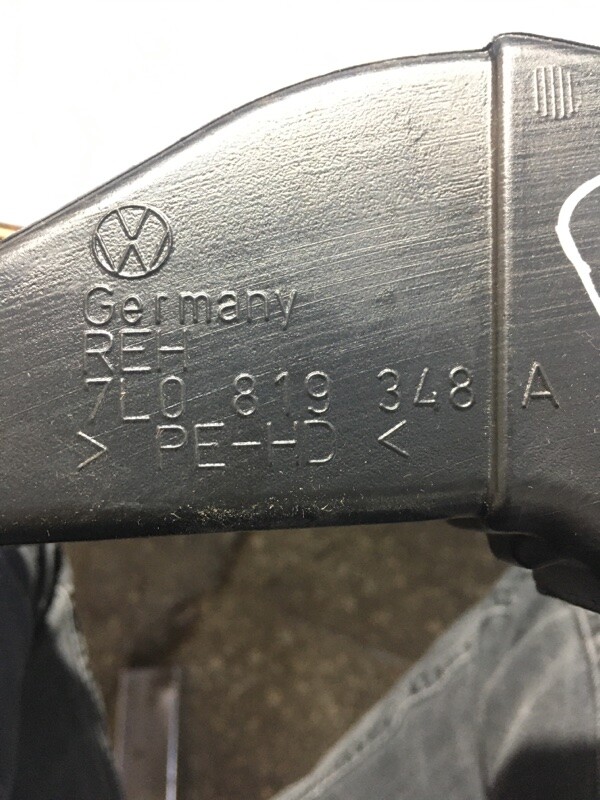 Germany
REH
7L0 819 348 A
> PE-HD <